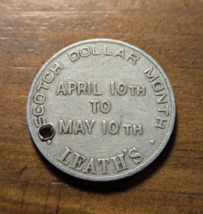 SCOTCH DOLLAR MONTH
APRIL 10TH
TO
MAY 10TH
LEATH'S